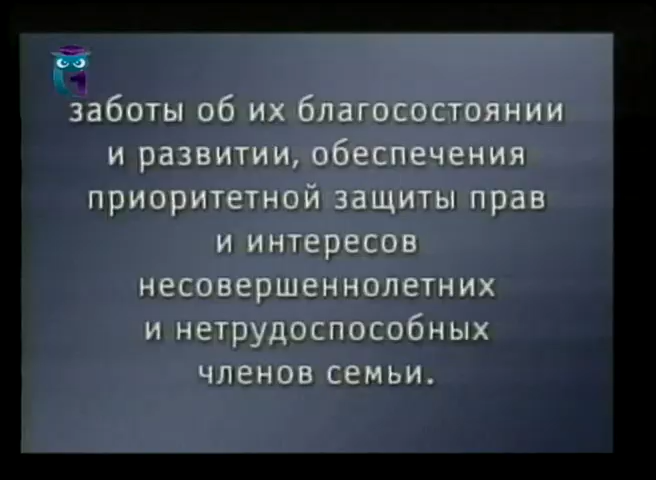 заботы об их благосостоянии
и развитии, обеспечения
приоритетной защиты прав
и интересов
несовершеннолетних
и нетрудоспособных
членов семьи.